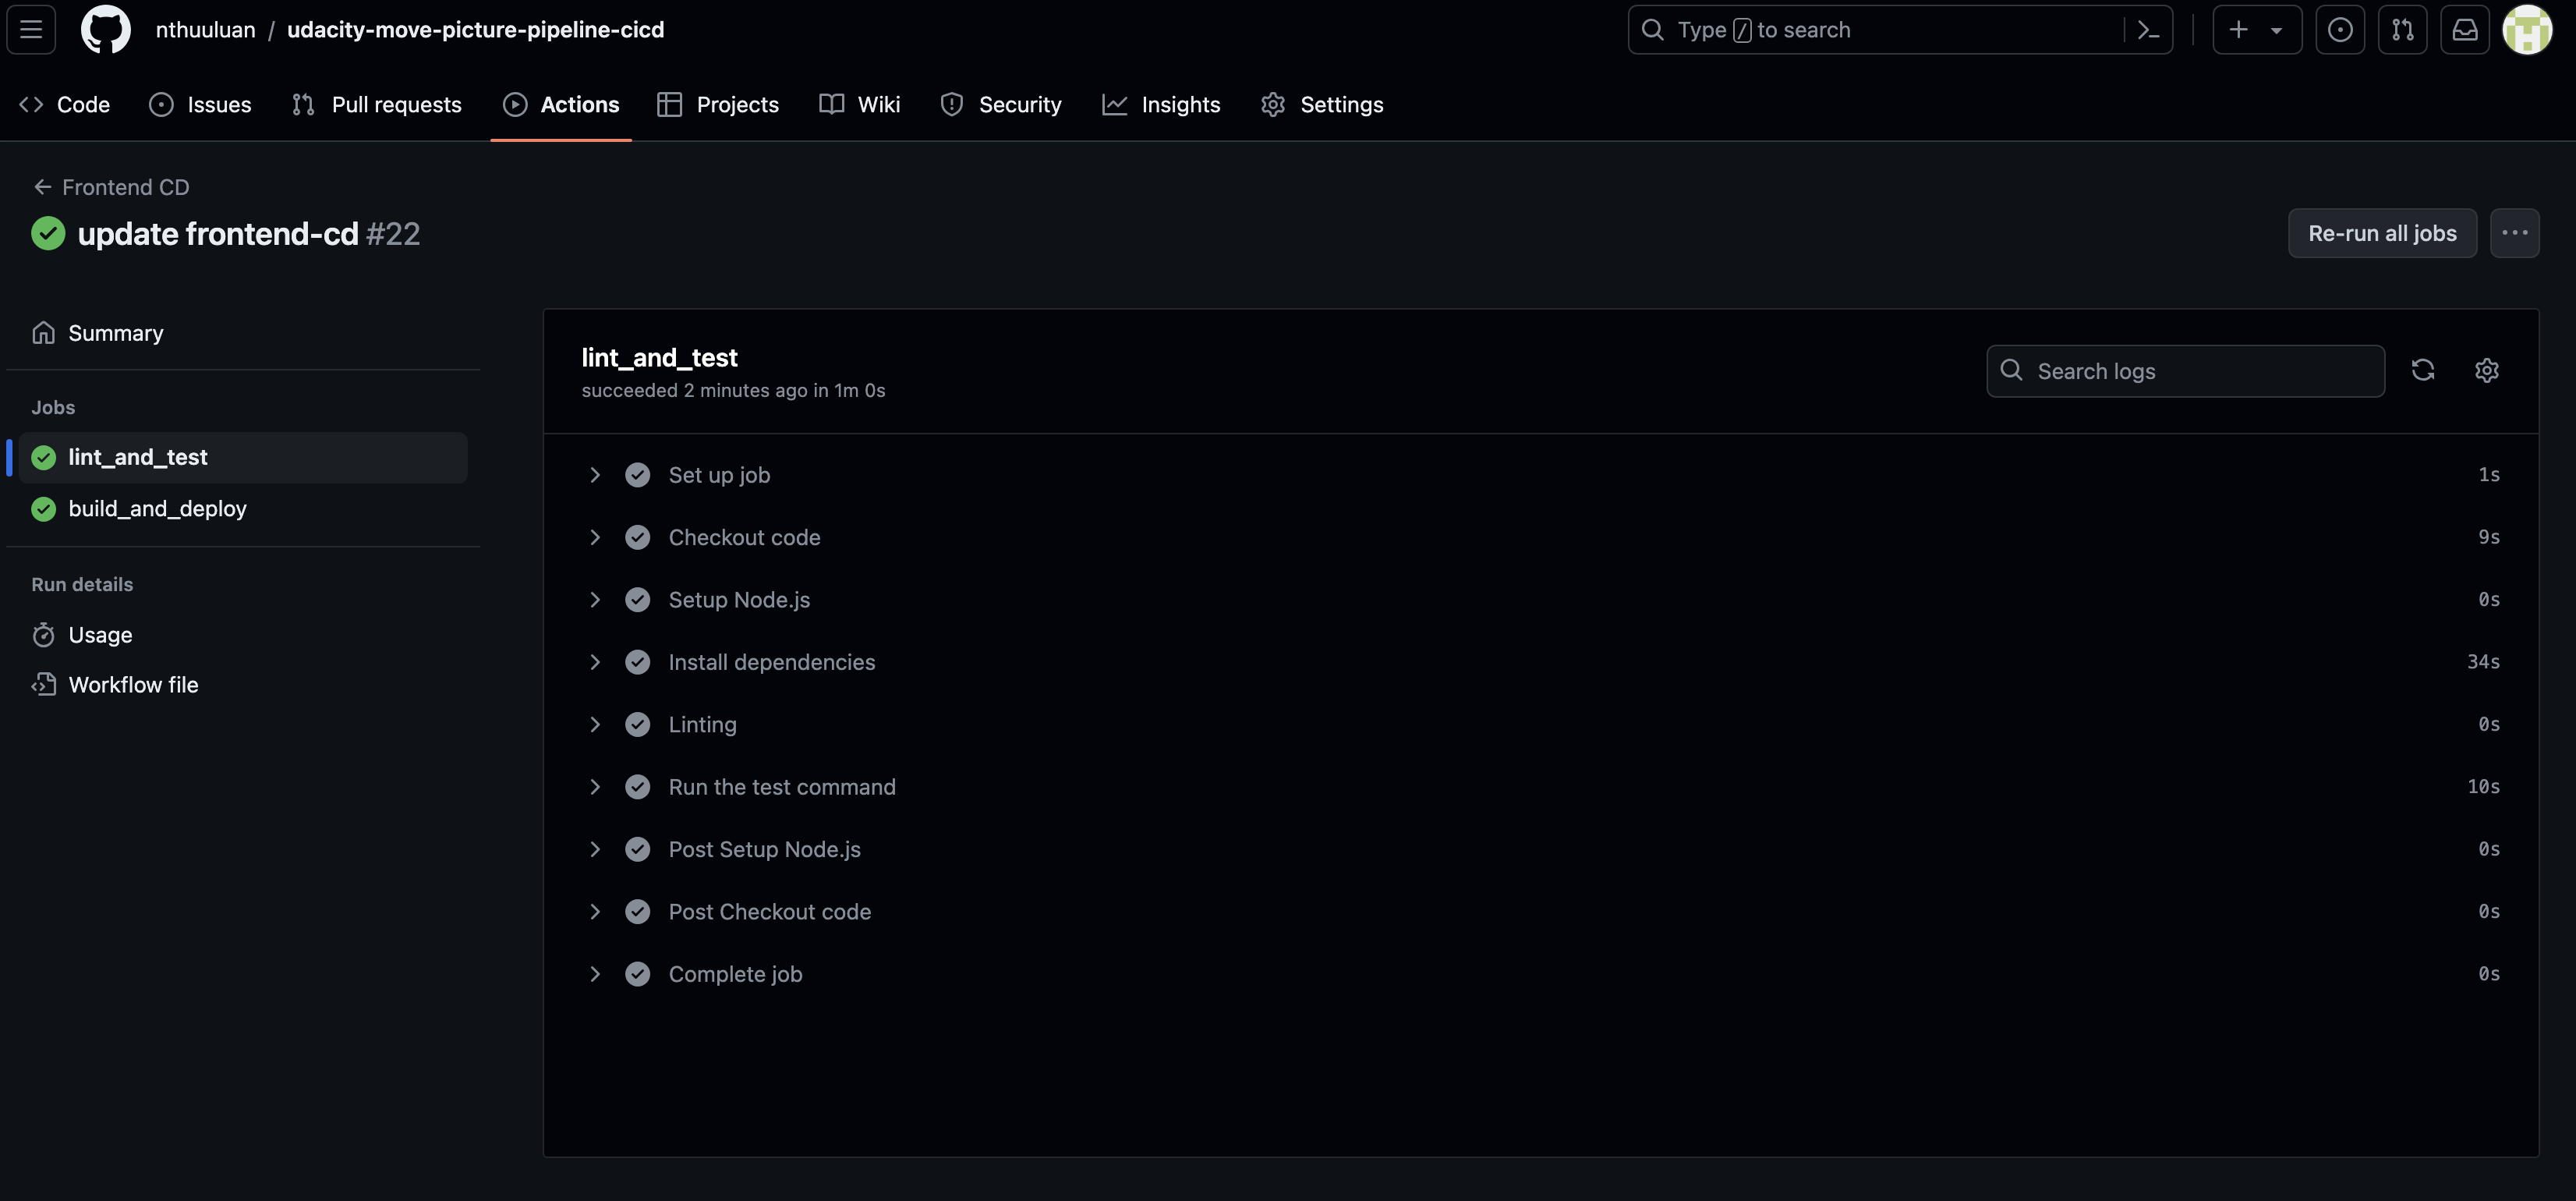 nthuuluan / udacity-move-picture-pipeline-cicd
Type / to search
Code Issues Pull requests Actions Projects Wiki Security Insights Settings
Frontend CD
update frontend-cd #22
Re-run all jobs
Summary
Jobs
lint_and_test
build_and_deploy
Run details
Usage
Workflow file
lint_and_test
succeeded 2 minutes ago in 1m 0s
Search logs
Set up job 1s
Checkout code 9s
Setup Node.js 0s
Install dependencies 34s
Linting 0s
Run the test command 10s
Post Setup Node.js 0s
Post Checkout code 0s
Complete job 0s